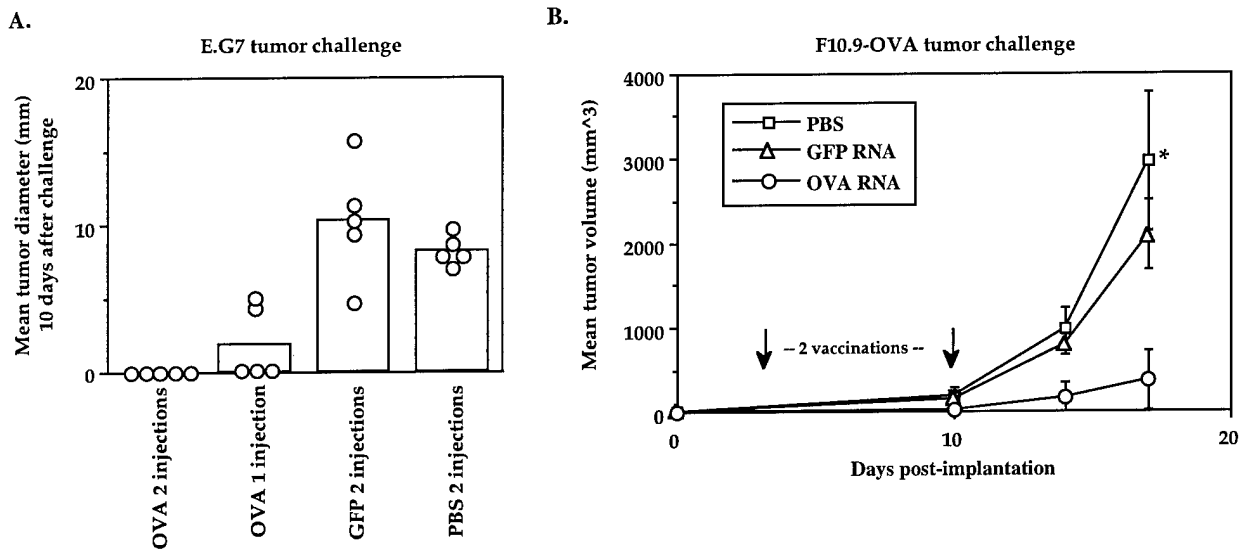 A.
E.G7 tumor challenge
Mean tumor diameter (mm)
10 days after challenge
20
10
0
OVA 2 injections
OVA 1 injection
GFP 2 injections
PBS 2 injections
B.
F10.9-OVA tumor challenge
Mean tumor volume (mm^3)
4000
3000
2000
1000
0
PBS
GFP RNA
OVA RNA
*
-- 2 vaccinations --
0
10
20
Days post-implantation